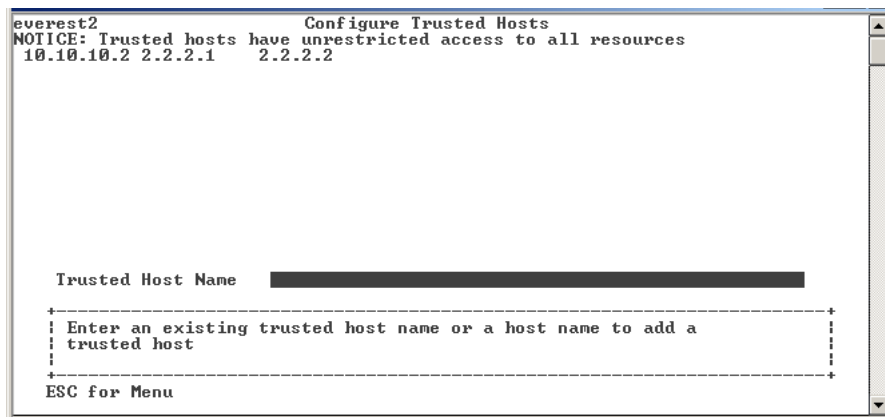 everest2 Configure Trusted Hosts
NOTICE: Trusted hosts have unrestricted access to all resources
10.10.10.2 2.2.2.1 2.2.2.2
Trusted Host Name
Enter an existing trusted host name or a host name to add a
trusted host
ESC for Menu